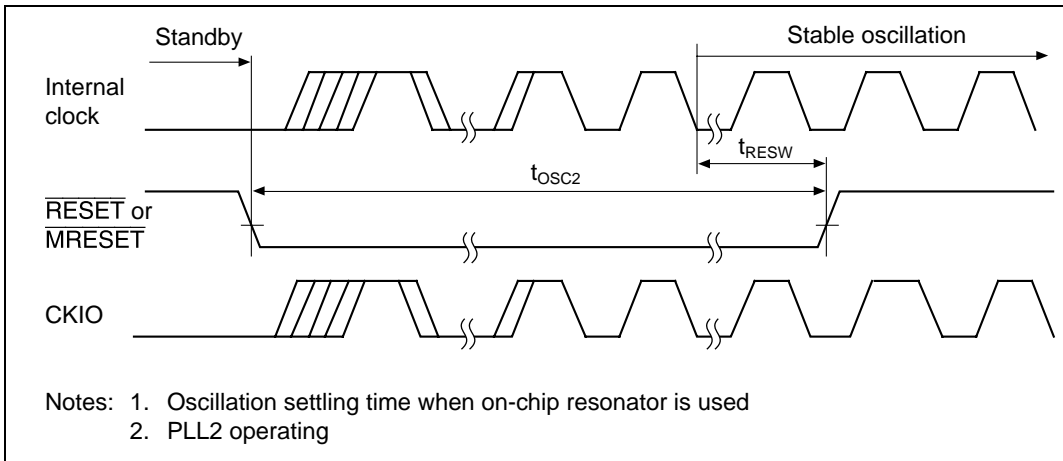 Standby
Stable oscillation
Internal
clock
tRESW
tOSC2
RESET or
MRESET
CKIO
Notes: 1. Oscillation settling time when on-chip resonator is used
2. PLL2 operating